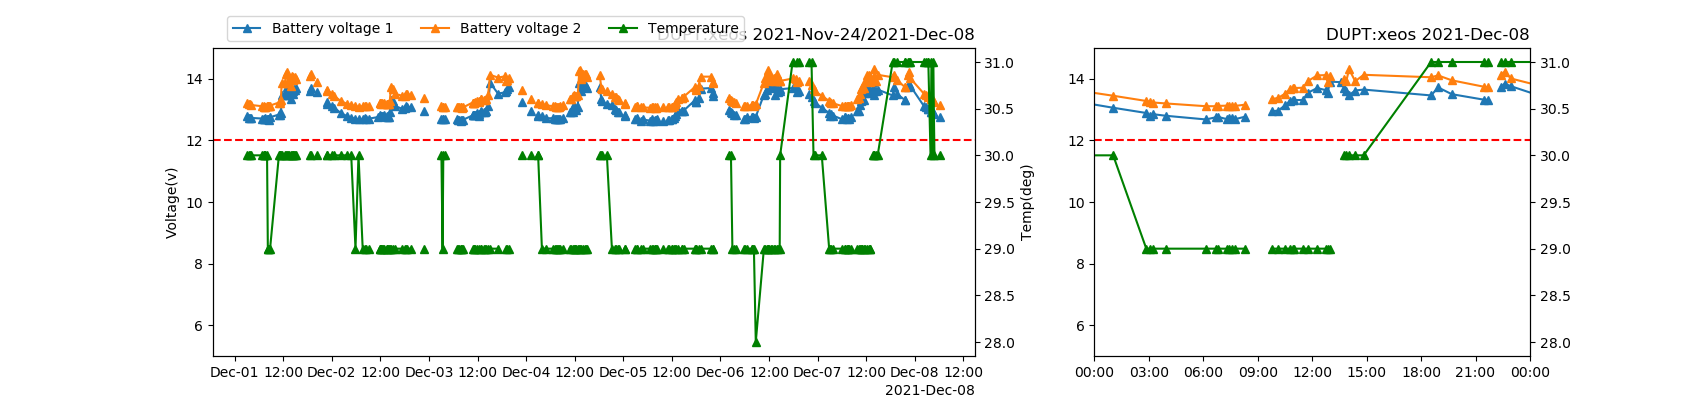 Battery voltage 1 Battery voltage 2 Temperature
DUPT:xeos 2021-Nov-24/2021-Dec-08
DUPT:xeos 2021-Dec-08
14 31.0 14 31.0
30.5 30.5
12 12
30.0 30.0
Voltage(v)
Temp(deg)
10 29.5 10 29.5
29.0 29.0
8 8
28.5 28.5
6 6
28.0 28.0
Dec-01 12:00 Dec-02 12:00 Dec-03 12:00 Dec-04 12:00 Dec-05 12:00 Dec-06 12:00 Dec-07 12:00 Dec-08 12:00
2021-Dec-08
00:00 03:00 06:00 09:00 12:00 15:00 18:00 21:00 00:00